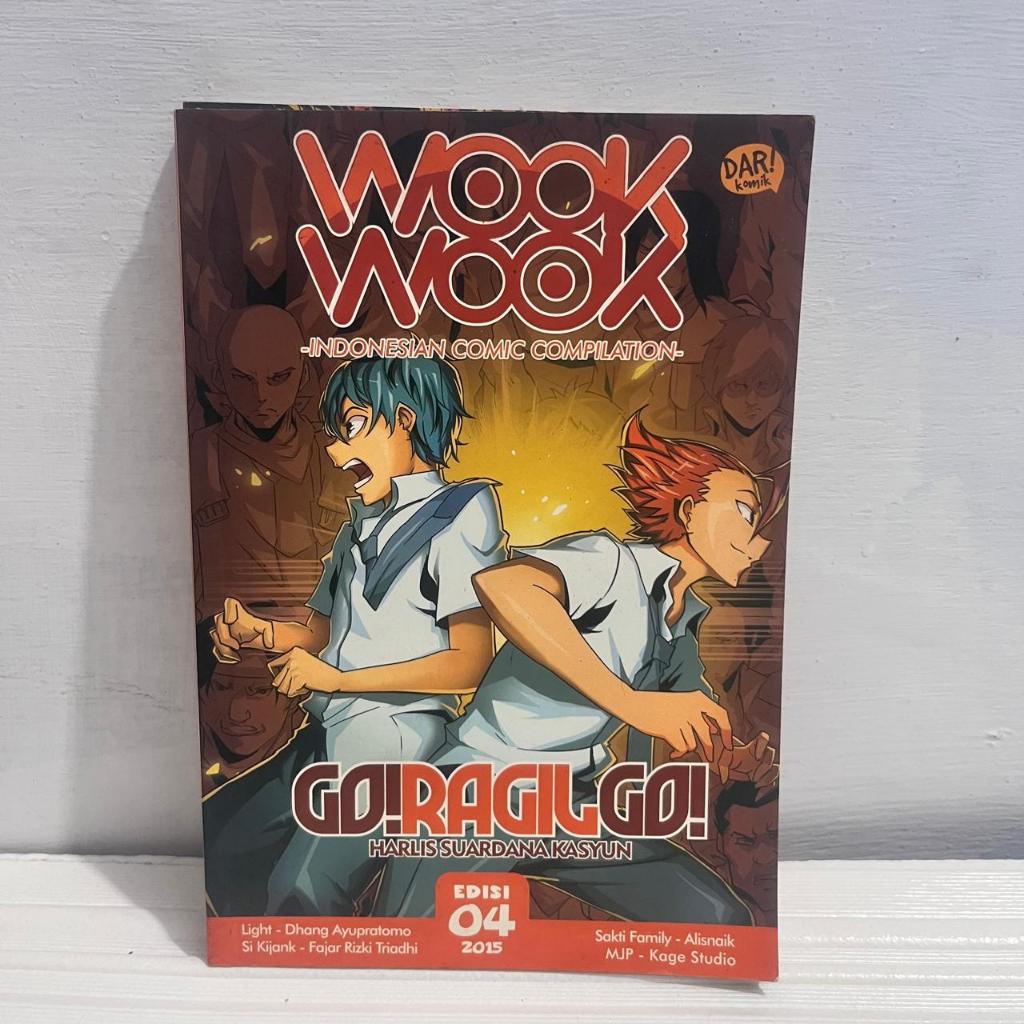 WOOK
WOOK
DAR!
komik
-INDONESIAN COMIC COMPILATION-
GO!RAGILGO!
HARLIS SUARDANA KASYUN
EDISI
04
2015
Light - Dhang Ayupratomo
Si Kijank - Fajar Rizki Triadhi
Sakti Family - Alisnaik
MJP - Kage Studio